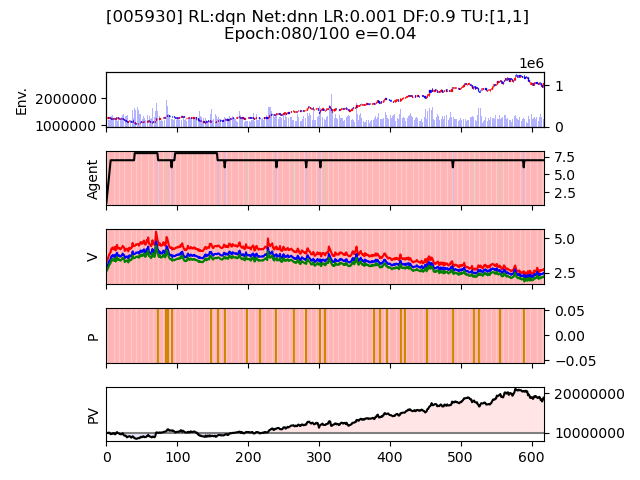 [005930] RL:dqn Net:dnn LR:0.001 DF:0.9 TU:[1,1]
Epoch:080/100 e=0.04
1e6
Env.
2000000
1000000
1
0
Agent
7.5
5.0
2.5
V
5.0
2.5
P
0.05
0.00
−0.05
PV
20000000
10000000
0 100 200 300 400 500 600